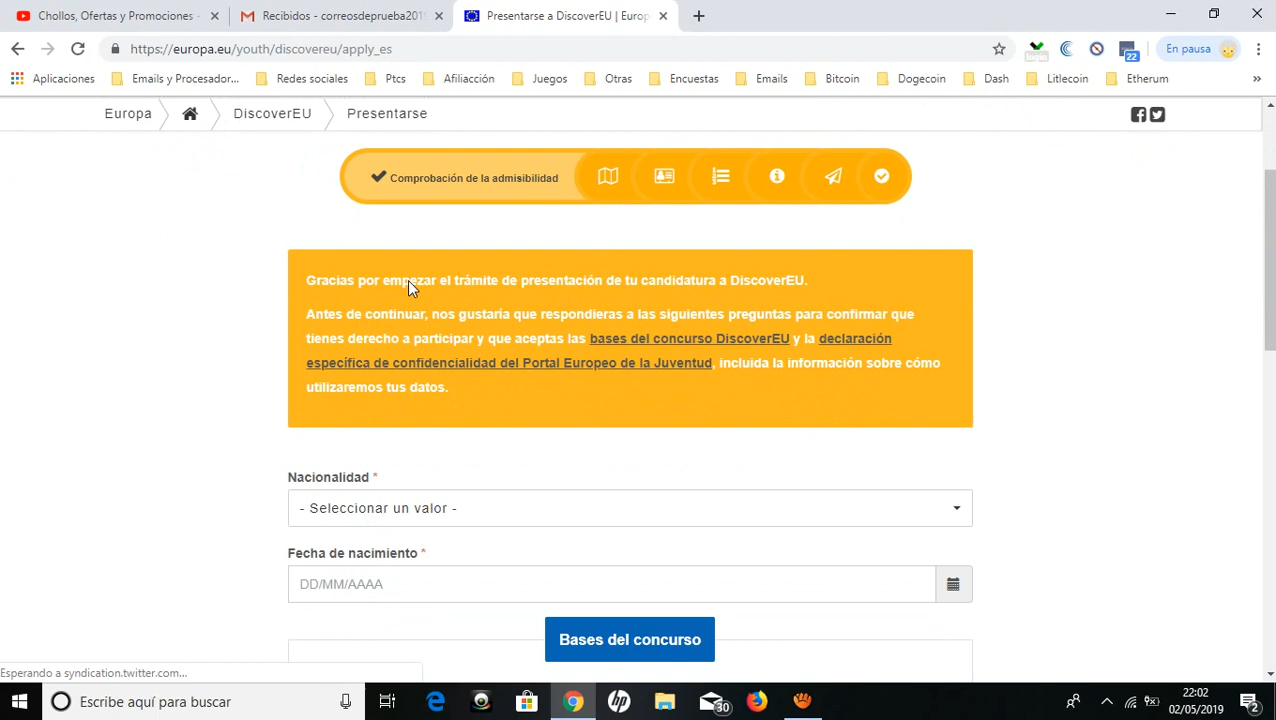 Chollos, Ofertas y Promociones
Recibidos - correosdeprueba2019
Presentarse a DiscoverEU | Europ
https://europa.eu/youth/discovereu/apply_es
22
En pausa
Aplicaciones
Emails y Procesador...
Redes sociales
Ptcs
Afiliacción
Juegos
Otras
Encuestas
Emails
Bitcoin
Dogecoin
Dash
Litlecoin
Etherum
»
Europa
DiscoverEU
Presentarse
Comprobación de la admisibilidad
Gracias por empezar el trámite de presentación de tu candidatura a DiscoverEU.
Antes de continuar, nos gustaría que respondieras a las siguientes preguntas para confirmar que
tienes derecho a participar y que aceptas las bases del concurso DiscoverEU y la declaración
específica de confidencialidad del Portal Europeo de la Juventud, incluida la información sobre cómo
utilizaremos tus datos.
Nacionalidad *
- Seleccionar un valor -
Fecha de nacimiento *
DD/MM/AAAA
Bases del concurso
Esperando a syndication.twitter.com...
Escribe aquí para buscar
30
22:02
02/05/2019
2